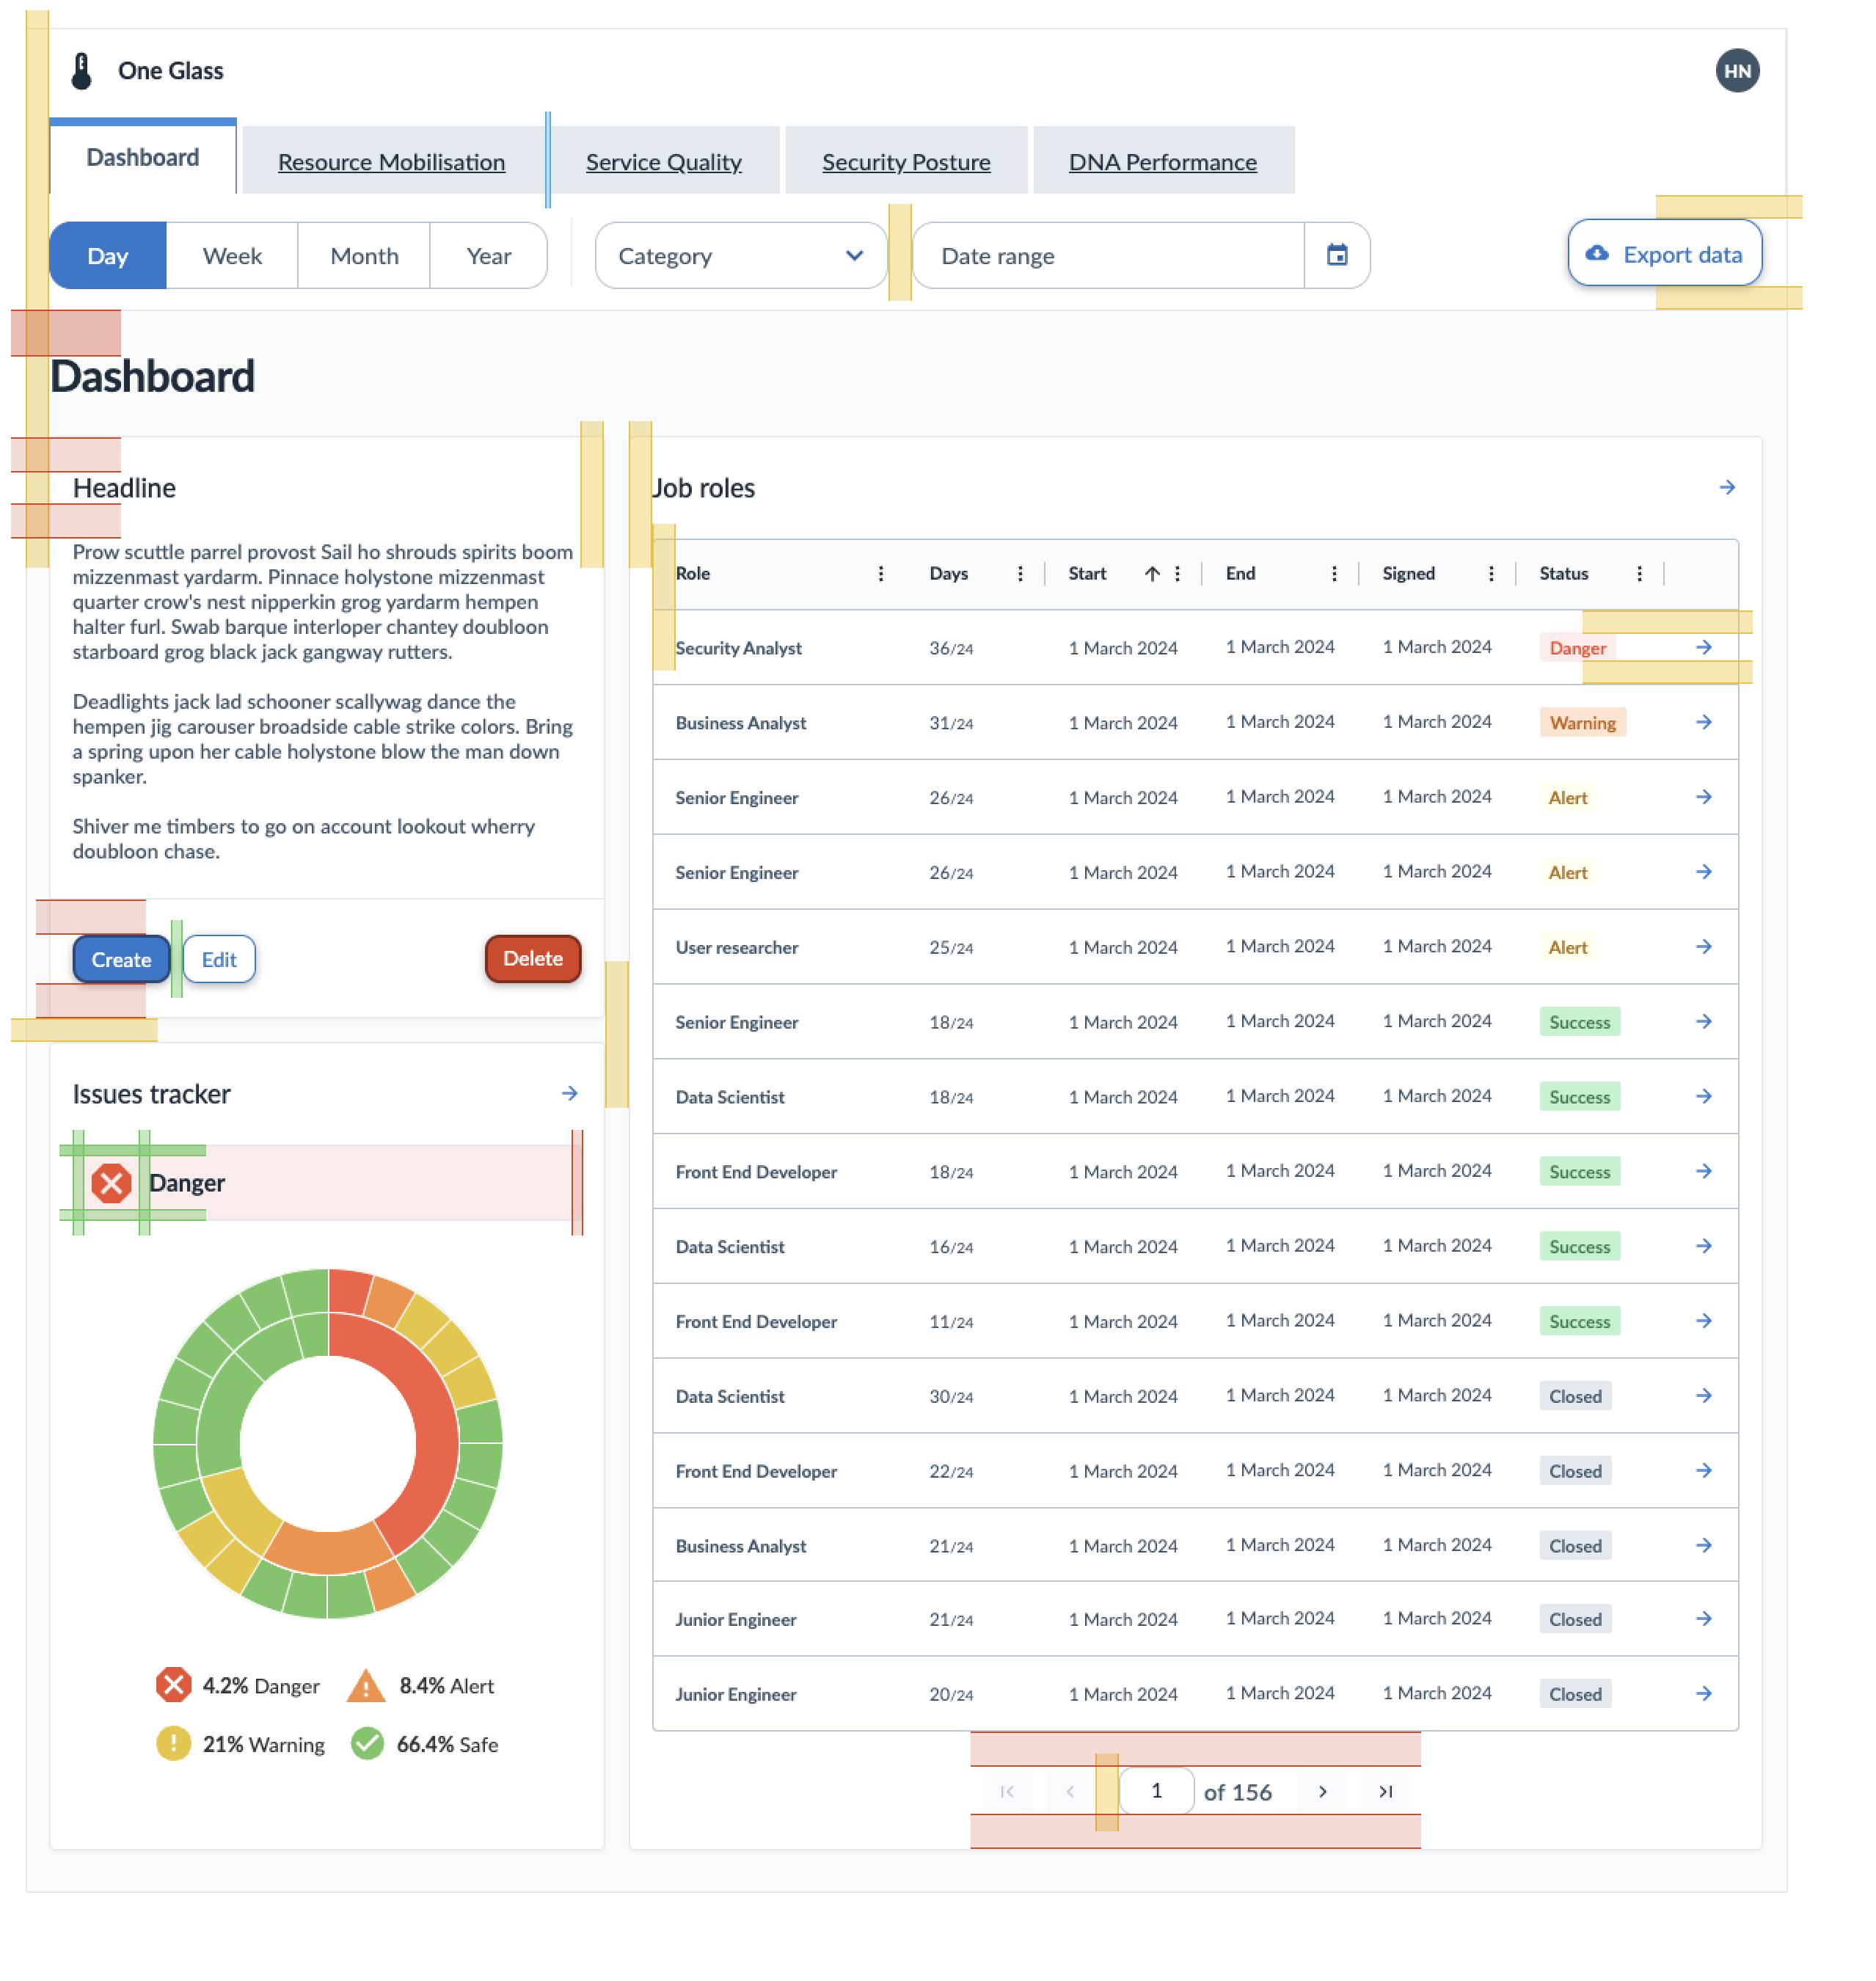 One Glass
HN
Dashboard
Resource Mobilisation
Service Quality
Security Posture
DNA Performance
Day
Week
Month
Year
Category
Date range
Export data
Dashboard
Headline
Prow scuttle parrel provost Sail ho shrouds spirits boom
mizzenmast yardarm. Pinnace holystone mizzenmast
quarter crow's nest nipperkin grog yardarm hempen
halter furl. Swab barque interloper chantey doubloon
starboard grog black jack gangway rutters.
Deadlights jack lad schooner scallywag dance the
hempen jig carouser broadside cable strike colors. Bring
a spring upon her cable holystone blow the man down
spanker.
Shiver me timbers to go on account lookout wherry
doubloon chase.
Create
Edit
Delete
Issues tracker
Danger
4.2% Danger
8.4% Alert
21% Warning
66.4% Safe
Job roles
Role Days Start End Signed Status
Security Analyst 36/24 1 March 2024 1 March 2024 1 March 2024 Danger
Business Analyst 31/24 1 March 2024 1 March 2024 1 March 2024 Warning
Senior Engineer 26/24 1 March 2024 1 March 2024 1 March 2024 Alert
Senior Engineer 26/24 1 March 2024 1 March 2024 1 March 2024 Alert
User researcher 25/24 1 March 2024 1 March 2024 1 March 2024 Alert
Senior Engineer 18/24 1 March 2024 1 March 2024 1 March 2024 Success
Data Scientist 18/24 1 March 2024 1 March 2024 1 March 2024 Success
Front End Developer 18/24 1 March 2024 1 March 2024 1 March 2024 Success
Data Scientist 16/24 1 March 2024 1 March 2024 1 March 2024 Success
Front End Developer 11/24 1 March 2024 1 March 2024 1 March 2024 Success
Data Scientist 30/24 1 March 2024 1 March 2024 1 March 2024 Closed
Front End Developer 22/24 1 March 2024 1 March 2024 1 March 2024 Closed
Business Analyst 21/24 1 March 2024 1 March 2024 1 March 2024 Closed
Junior Engineer 21/24 1 March 2024 1 March 2024 1 March 2024 Closed
Junior Engineer 20/24 1 March 2024 1 March 2024 1 March 2024 Closed
1 of 156